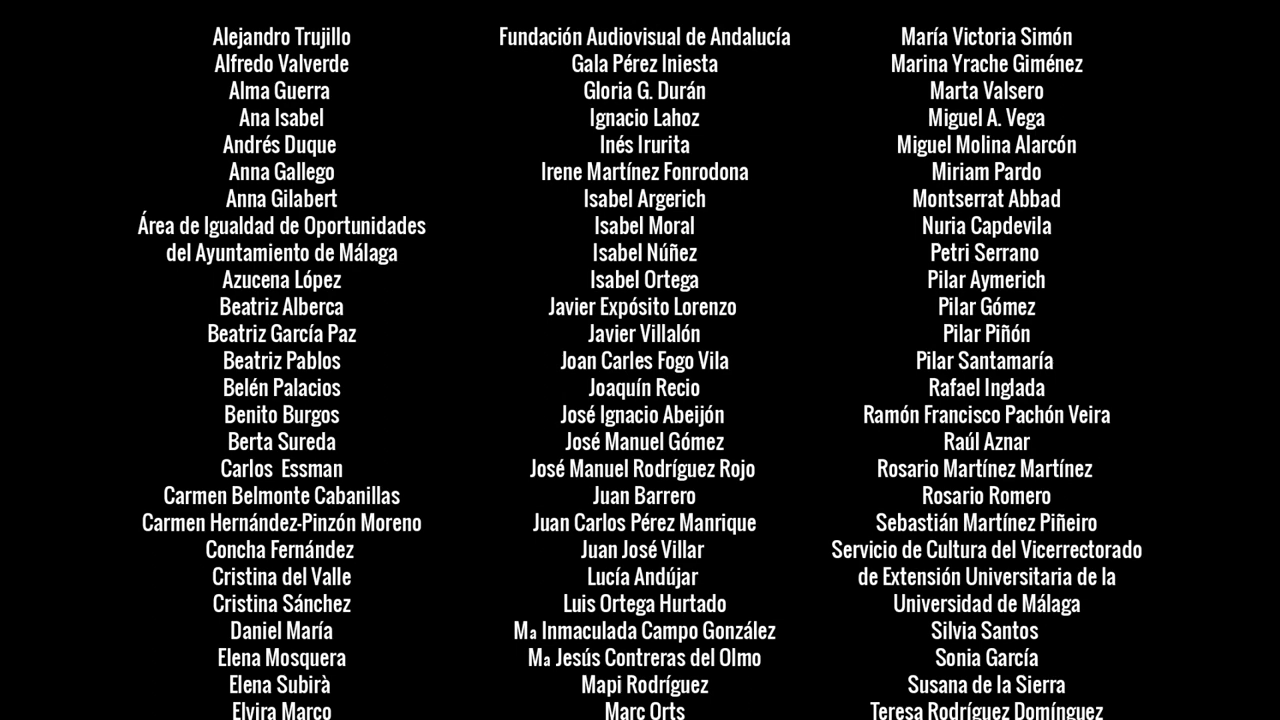 Alejandro Trujillo
Alfredo Valverde
Alma Guerra
Ana Isabel
Andrés Duque
Anna Gallego
Anna Gilabert
Área de Igualdad de Oportunidades
del Ayuntamiento de Málaga
Azucena López
Beatriz Alberca
Beatriz García Paz
Beatriz Pablos
Belén Palacios
Benito Burgos
Berta Sureda
Carlos Essman
Carmen Belmonte Cabanillas
Carmen Hernández-Pinzón Moreno
Concha Fernández
Cristina del Valle
Cristina Sánchez
Daniel María
Elena Mosquera
Elena Subirà
Elvira Marco
Fundación Audiovisual de Andalucía
Gala Pérez Iniesta
Gloria G. Durán
Ignacio Lahoz
Inés Irurita
Irene Martínez Fonrodona
Isabel Argerich
Isabel Moral
Isabel Núñez
Isabel Ortega
Javier Expósito Lorenzo
Javier Villalón
Joan Carles Fogo Vila
Joaquín Recio
José Ignacio Abeijón
José Manuel Gómez
José Manuel Rodríguez Rojo
Juan Barrero
Juan Carlos Pérez Manrique
Juan José Villar
Lucía Andújar
Luis Ortega Hurtado
Mª Inmaculada Campo González
Mª Jesús Contreras del Olmo
Mapi Rodríguez
Marc Orts
María Victoria Simón
Marina Yrache Giménez
Marta Valsero
Miguel A. Vega
Miguel Molina Alarcón
Miriam Pardo
Montserrat Abbad
Nuria Capdevila
Petri Serrano
Pilar Aymerich
Pilar Gómez
Pilar Piñón
Pilar Santamaría
Rafael Inglada
Ramón Francisco Pachón Veira
Raúl Aznar
Rosario Martínez Martínez
Rosario Romero
Sebastián Martínez Piñeiro
Servicio de Cultura del Vicerrectorado
de Extensión Universitaria de la
Universidad de Málaga
Silvia Santos
Sonia García
Susana de la Sierra
Teresa Rodríguez Domínguez